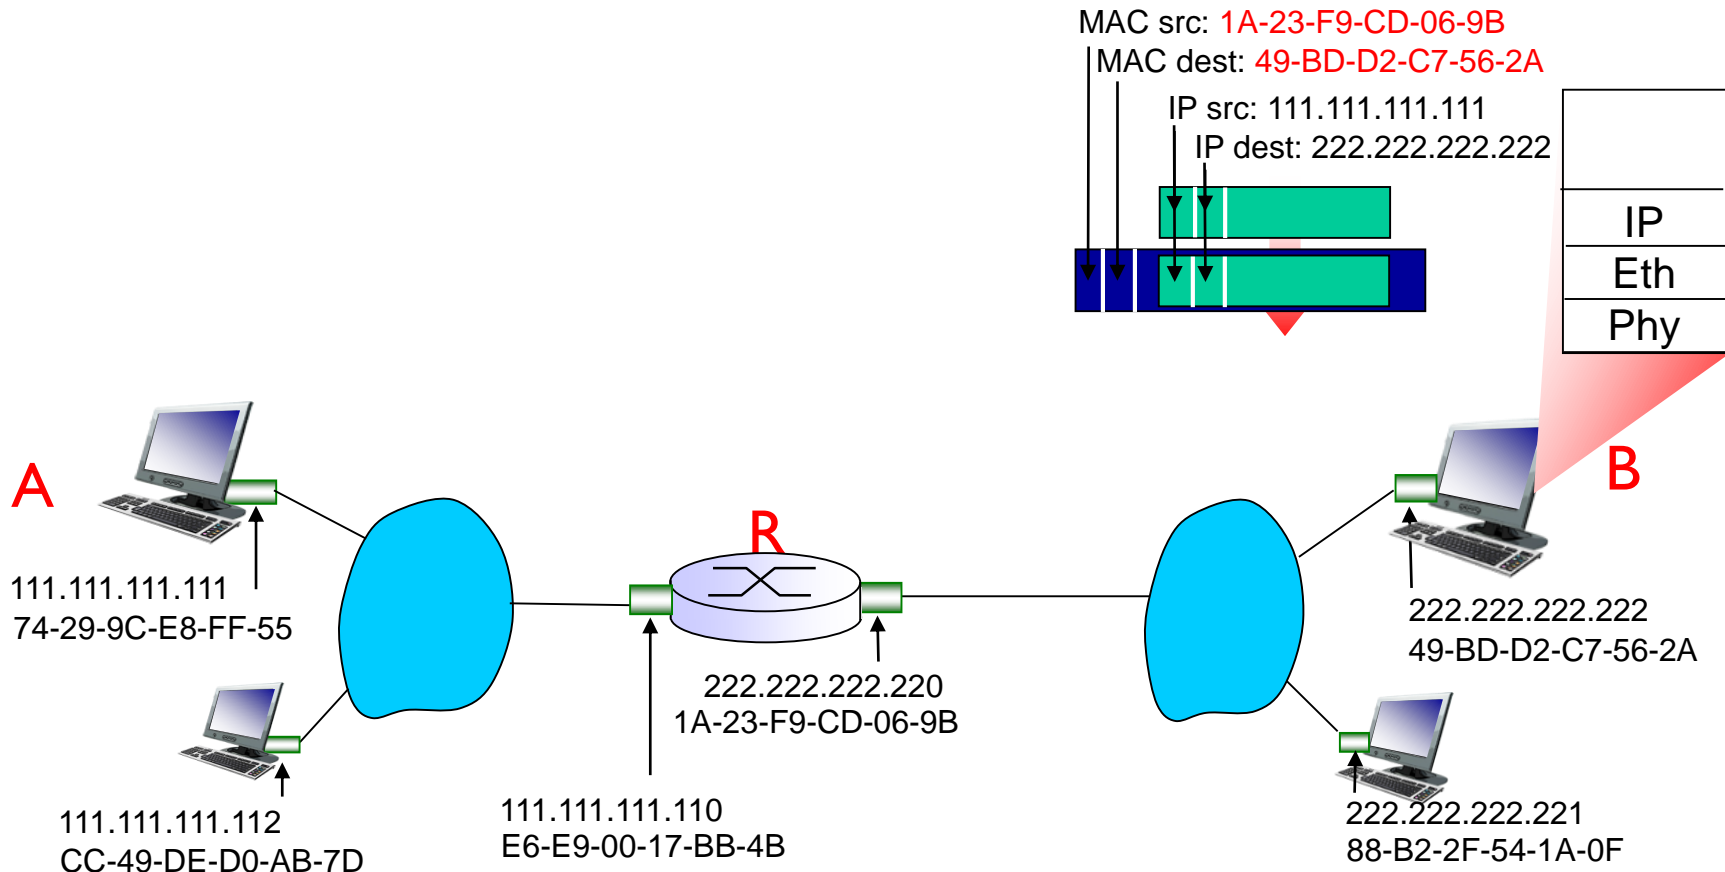 MAC src: 1A-23-F9-CD-06-9B
MAC dest: 49-BD-D2-C7-56-2A
IP src: 111.111.111.111
IP dest: 222.222.222.222
IP
Eth
Phy
A
B
R
111.111.111.111
74-29-9C-E8-FF-55
222.222.222.222
49-BD-D2-C7-56-2A
222.222.222.220
1A-23-F9-CD-06-9B
111.111.111.112
CC-49-DE-D0-AB-7D
111.111.111.110
E6-E9-00-17-BB-4B
222.222.222.221
88-B2-2F-54-1A-0F